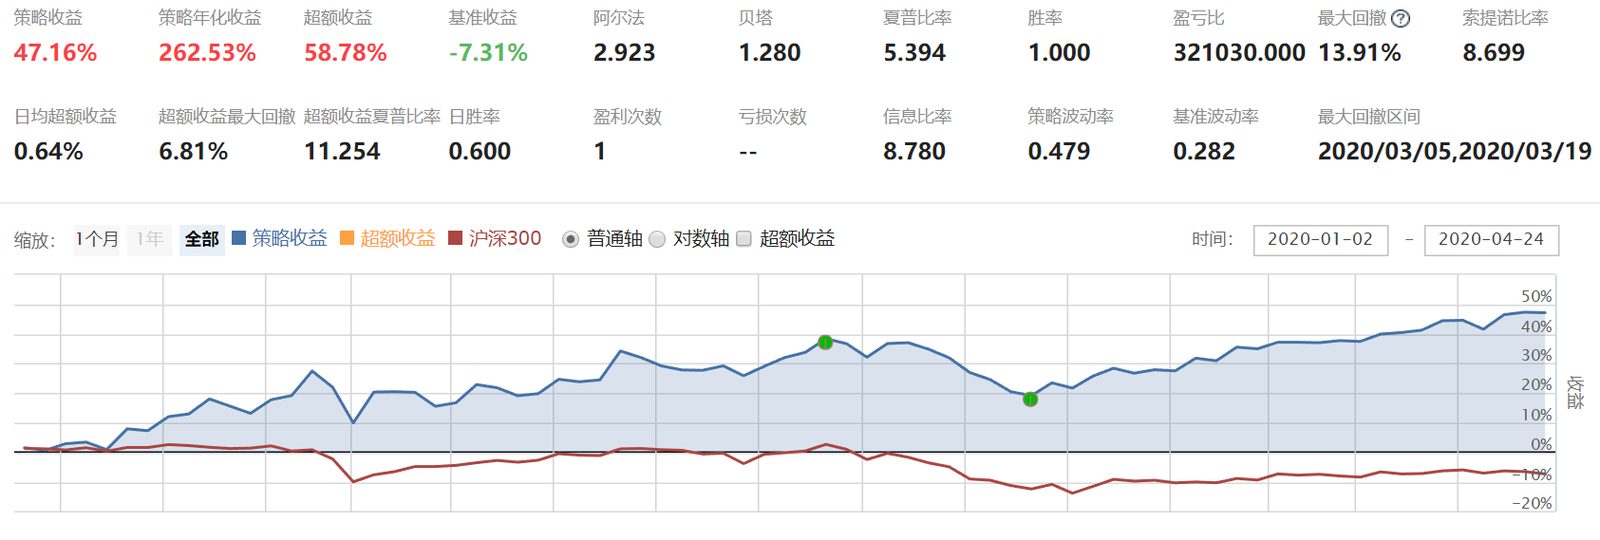 策略收益 策略年化收益 超额收益 基准收益 阿尔法 贝塔 夏普比率 胜率 盈亏比 最大回撤 ? 索提诺比率
47.16% 262.53% 58.78% -7.31% 2.923 1.280 5.394 1.000 321030.000 13.91% 8.699
日均超额收益 超额收益最大回撤 超额收益夏普比率 日胜率 盈利次数 亏损次数 信息比率 策略波动率 基准波动率 最大回撤区间
0.64% 6.81% 11.254 0.600 1 -- 8.780 0.479 0.282 2020/03/05,2020/03/19
缩放: 1个月 1年 全部 策略收益 超额收益 沪深300 普通轴 对数轴 超额收益 时间: 2020-01-02 - 2020-04-24
50%
40%
30%
20%
10%
0%
-10%
-20%
收益